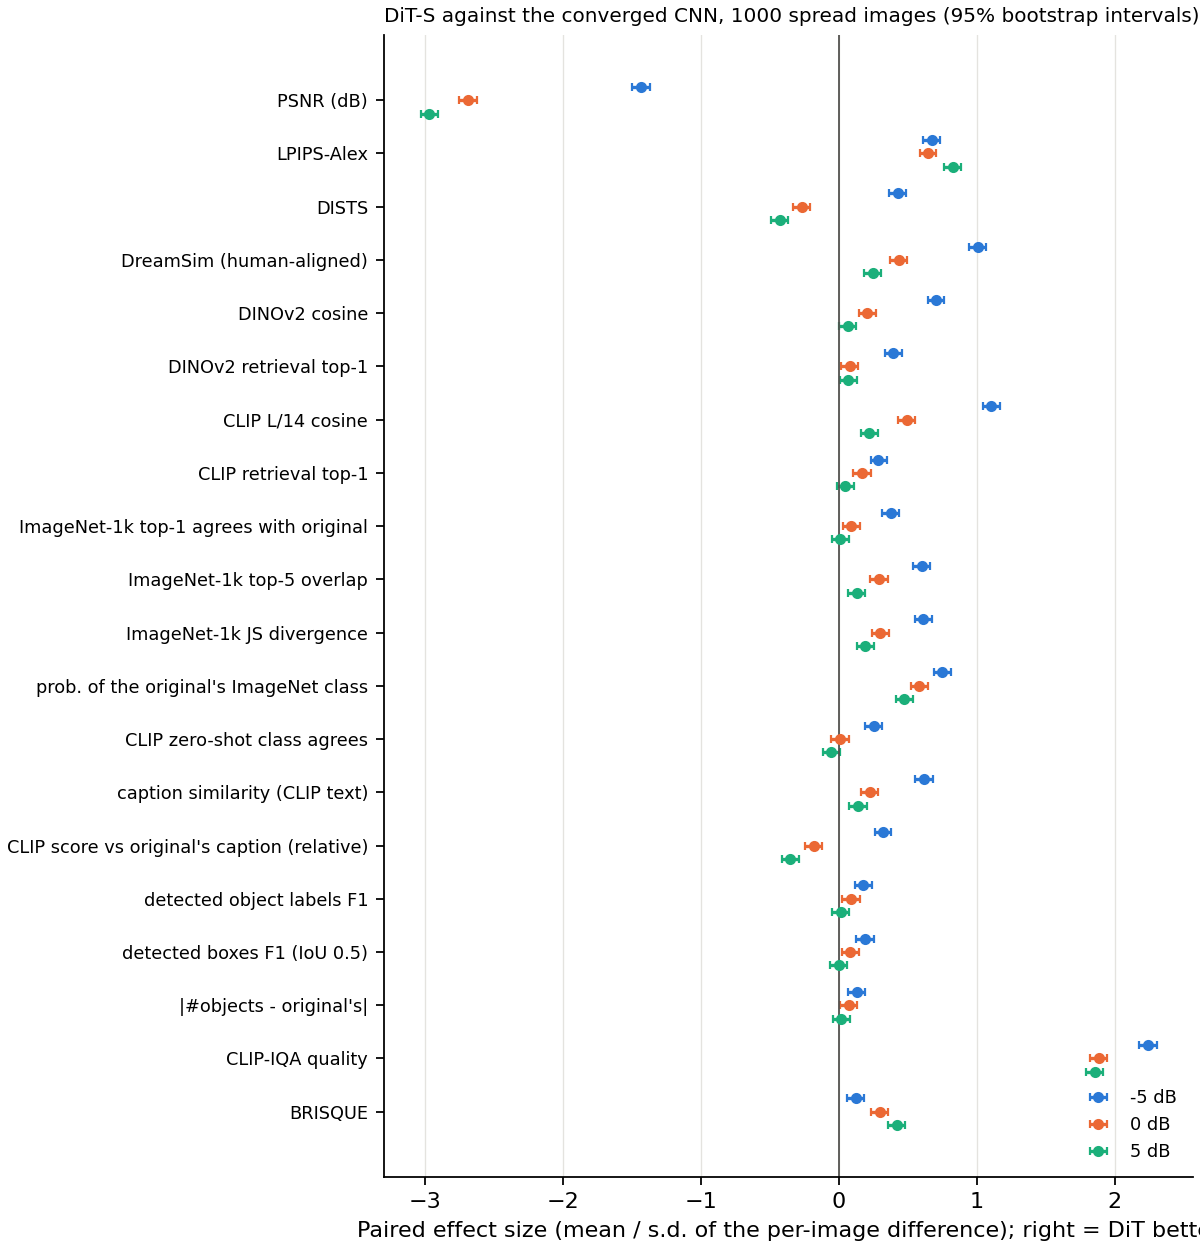 DiT-S against the converged CNN, 1000 spread images (95% bootstrap intervals)
PSNR (dB)
LPIPS-Alex
DISTS
DreamSim (human-aligned)
DINOv2 cosine
DINOv2 retrieval top-1
CLIP L/14 cosine
CLIP retrieval top-1
ImageNet-1k top-1 agrees with original
ImageNet-1k top-5 overlap
ImageNet-1k JS divergence
prob. of the original's ImageNet class
CLIP zero-shot class agrees
caption similarity (CLIP text)
CLIP score vs original's caption (relative)
detected object labels F1
detected boxes F1 (IoU 0.5)
|#objects - original's|
CLIP-IQA quality
BRISQUE
-5 dB
0 dB
5 dB
−3 −2 −1 0 1 2
Paired effect size (mean / s.d. of the per-image difference); right = DiT